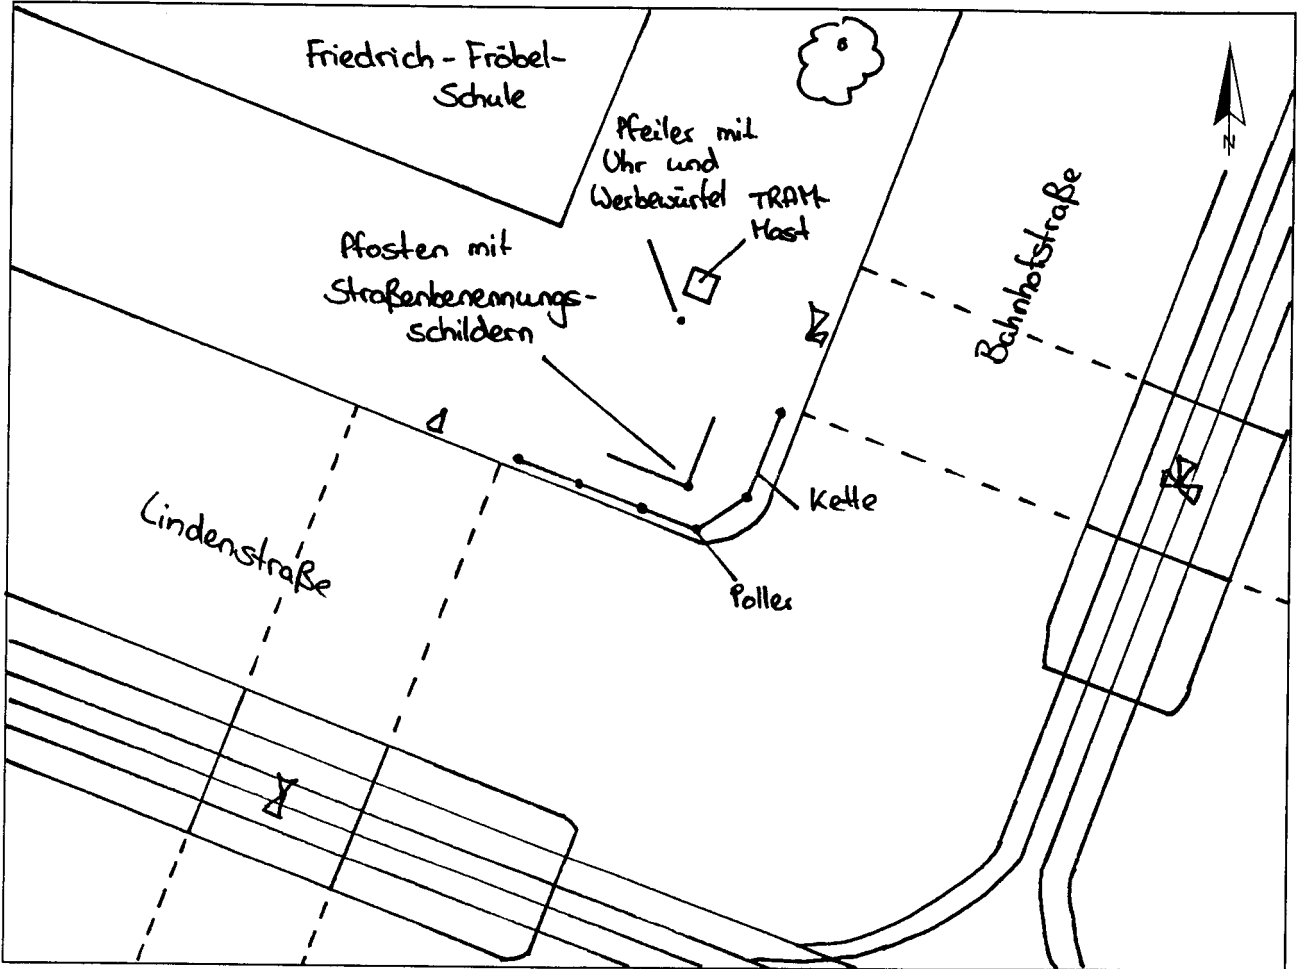 Friedrich-Fröbel-
Schule
Pfeiler mit
Uhr und
Werbewürfel
TRAM-
Mast
Pfosten mit
Straßenbenennungs-
schildern
Bahnhofstraße
N
Kette
Lindenstraße
Poller